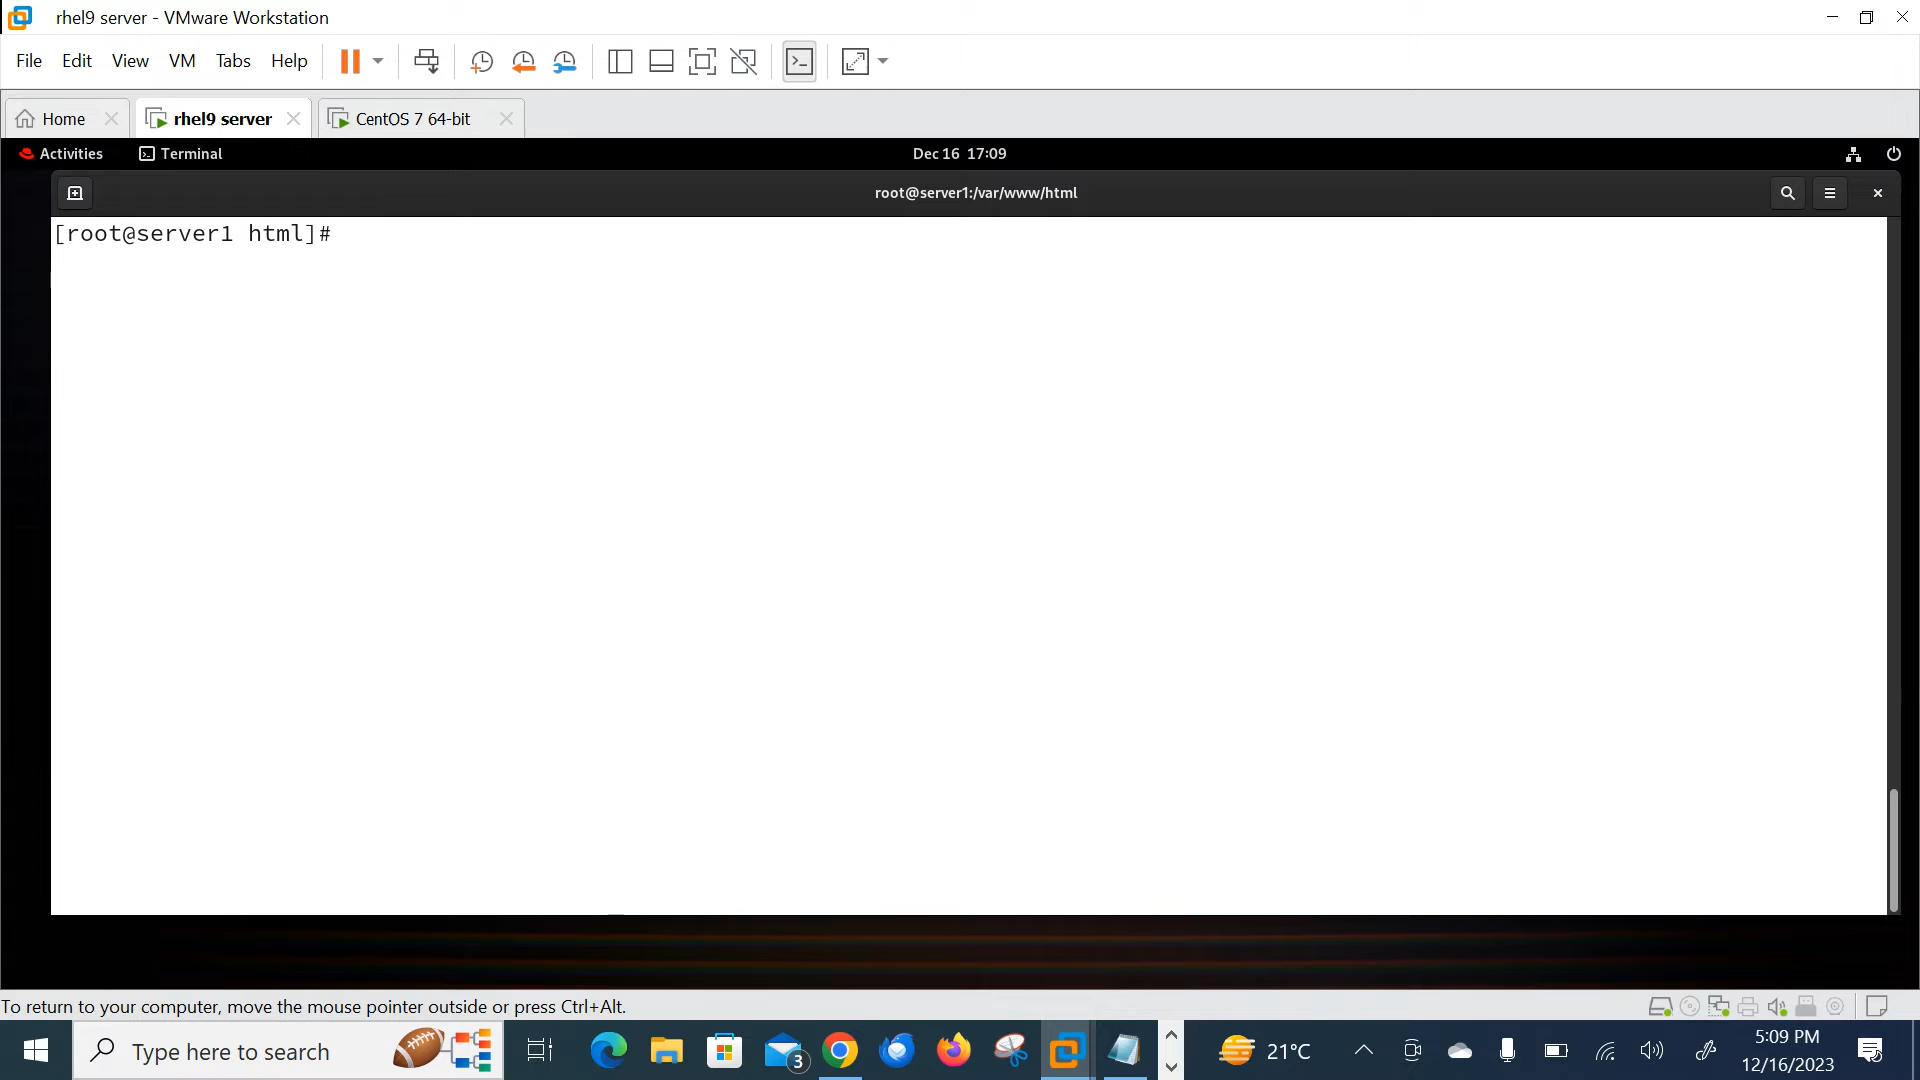 rhel9 server - VMware Workstation
File Edit View VM Tabs Help
Home rhel9 server CentOS 7 64-bit
Activities Terminal Dec 16 17:09
root@server1:/var/www/html
[root@server1 html]#
To return to your computer, move the mouse pointer outside or press Ctrl+Alt.
Type here to search 3 21°C 5:09 PM
12/16/2023